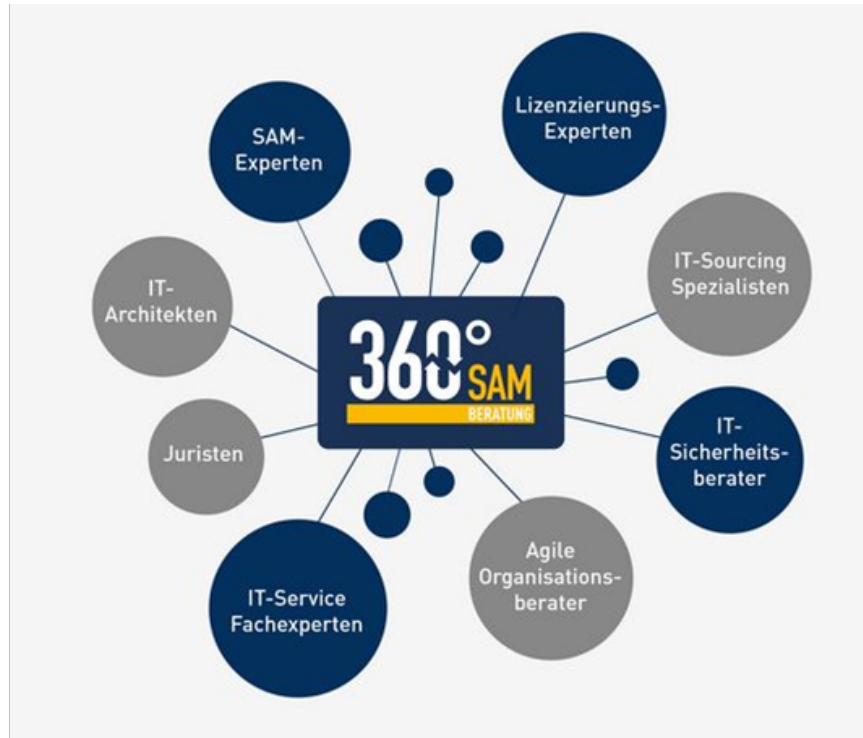 SAM-
Experten
Lizenzierungs-
Experten
IT-
Architekten
IT-Sourcing
Spezialisten
360°
SAM
BERATUNG
Juristen
IT-
Sicherheits-
berater
IT-Service
Fachexperten
Agile
Organisations-
berater